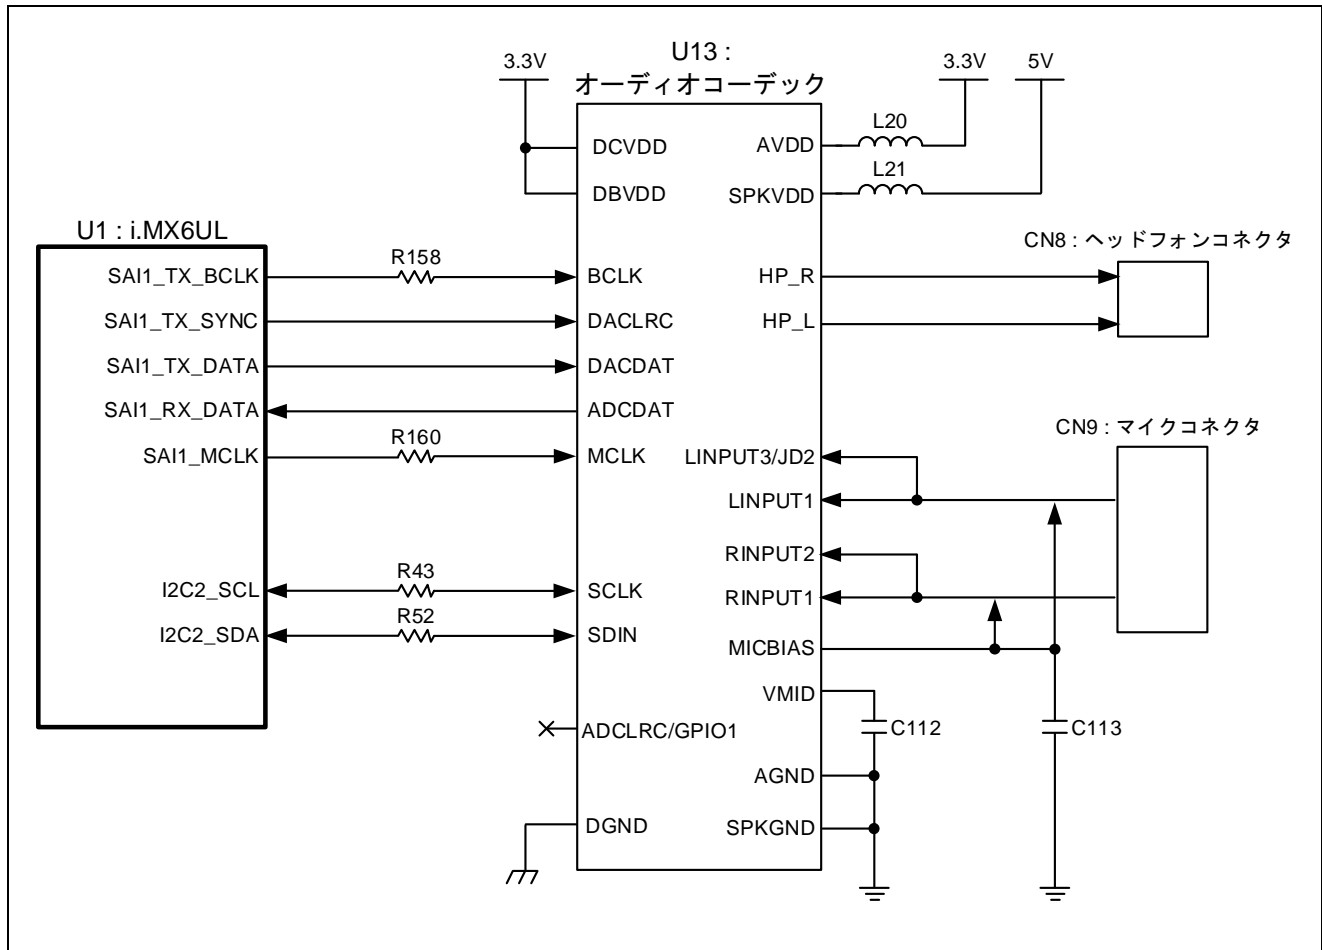 U13 :
オーディオコーデック
3.3V
3.3V
5V
L20
L21
DCVDD
DBVDD
AVDD
SPKVDD
U1 : i.MX6UL
CN8 : ヘッドフォンコネクタ
SAI1_TX_BCLK
R158
BCLK
HP_R
SAI1_TX_SYNC
DACLRC
HP_L
SAI1_TX_DATA
DACDAT
SAI1_RX_DATA
ADCDAT
CN9 : マイクコネクタ
SAI1_MCLK
R160
MCLK
LINPUT3/JD2
LINPUT1
RINPUT2
I2C2_SCL
R43
SCLK
RINPUT1
I2C2_SDA
R52
SDIN
MICBIAS
VMID
ADCLRC/GPIO1
C112
C113
AGND
DGND
SPKGND